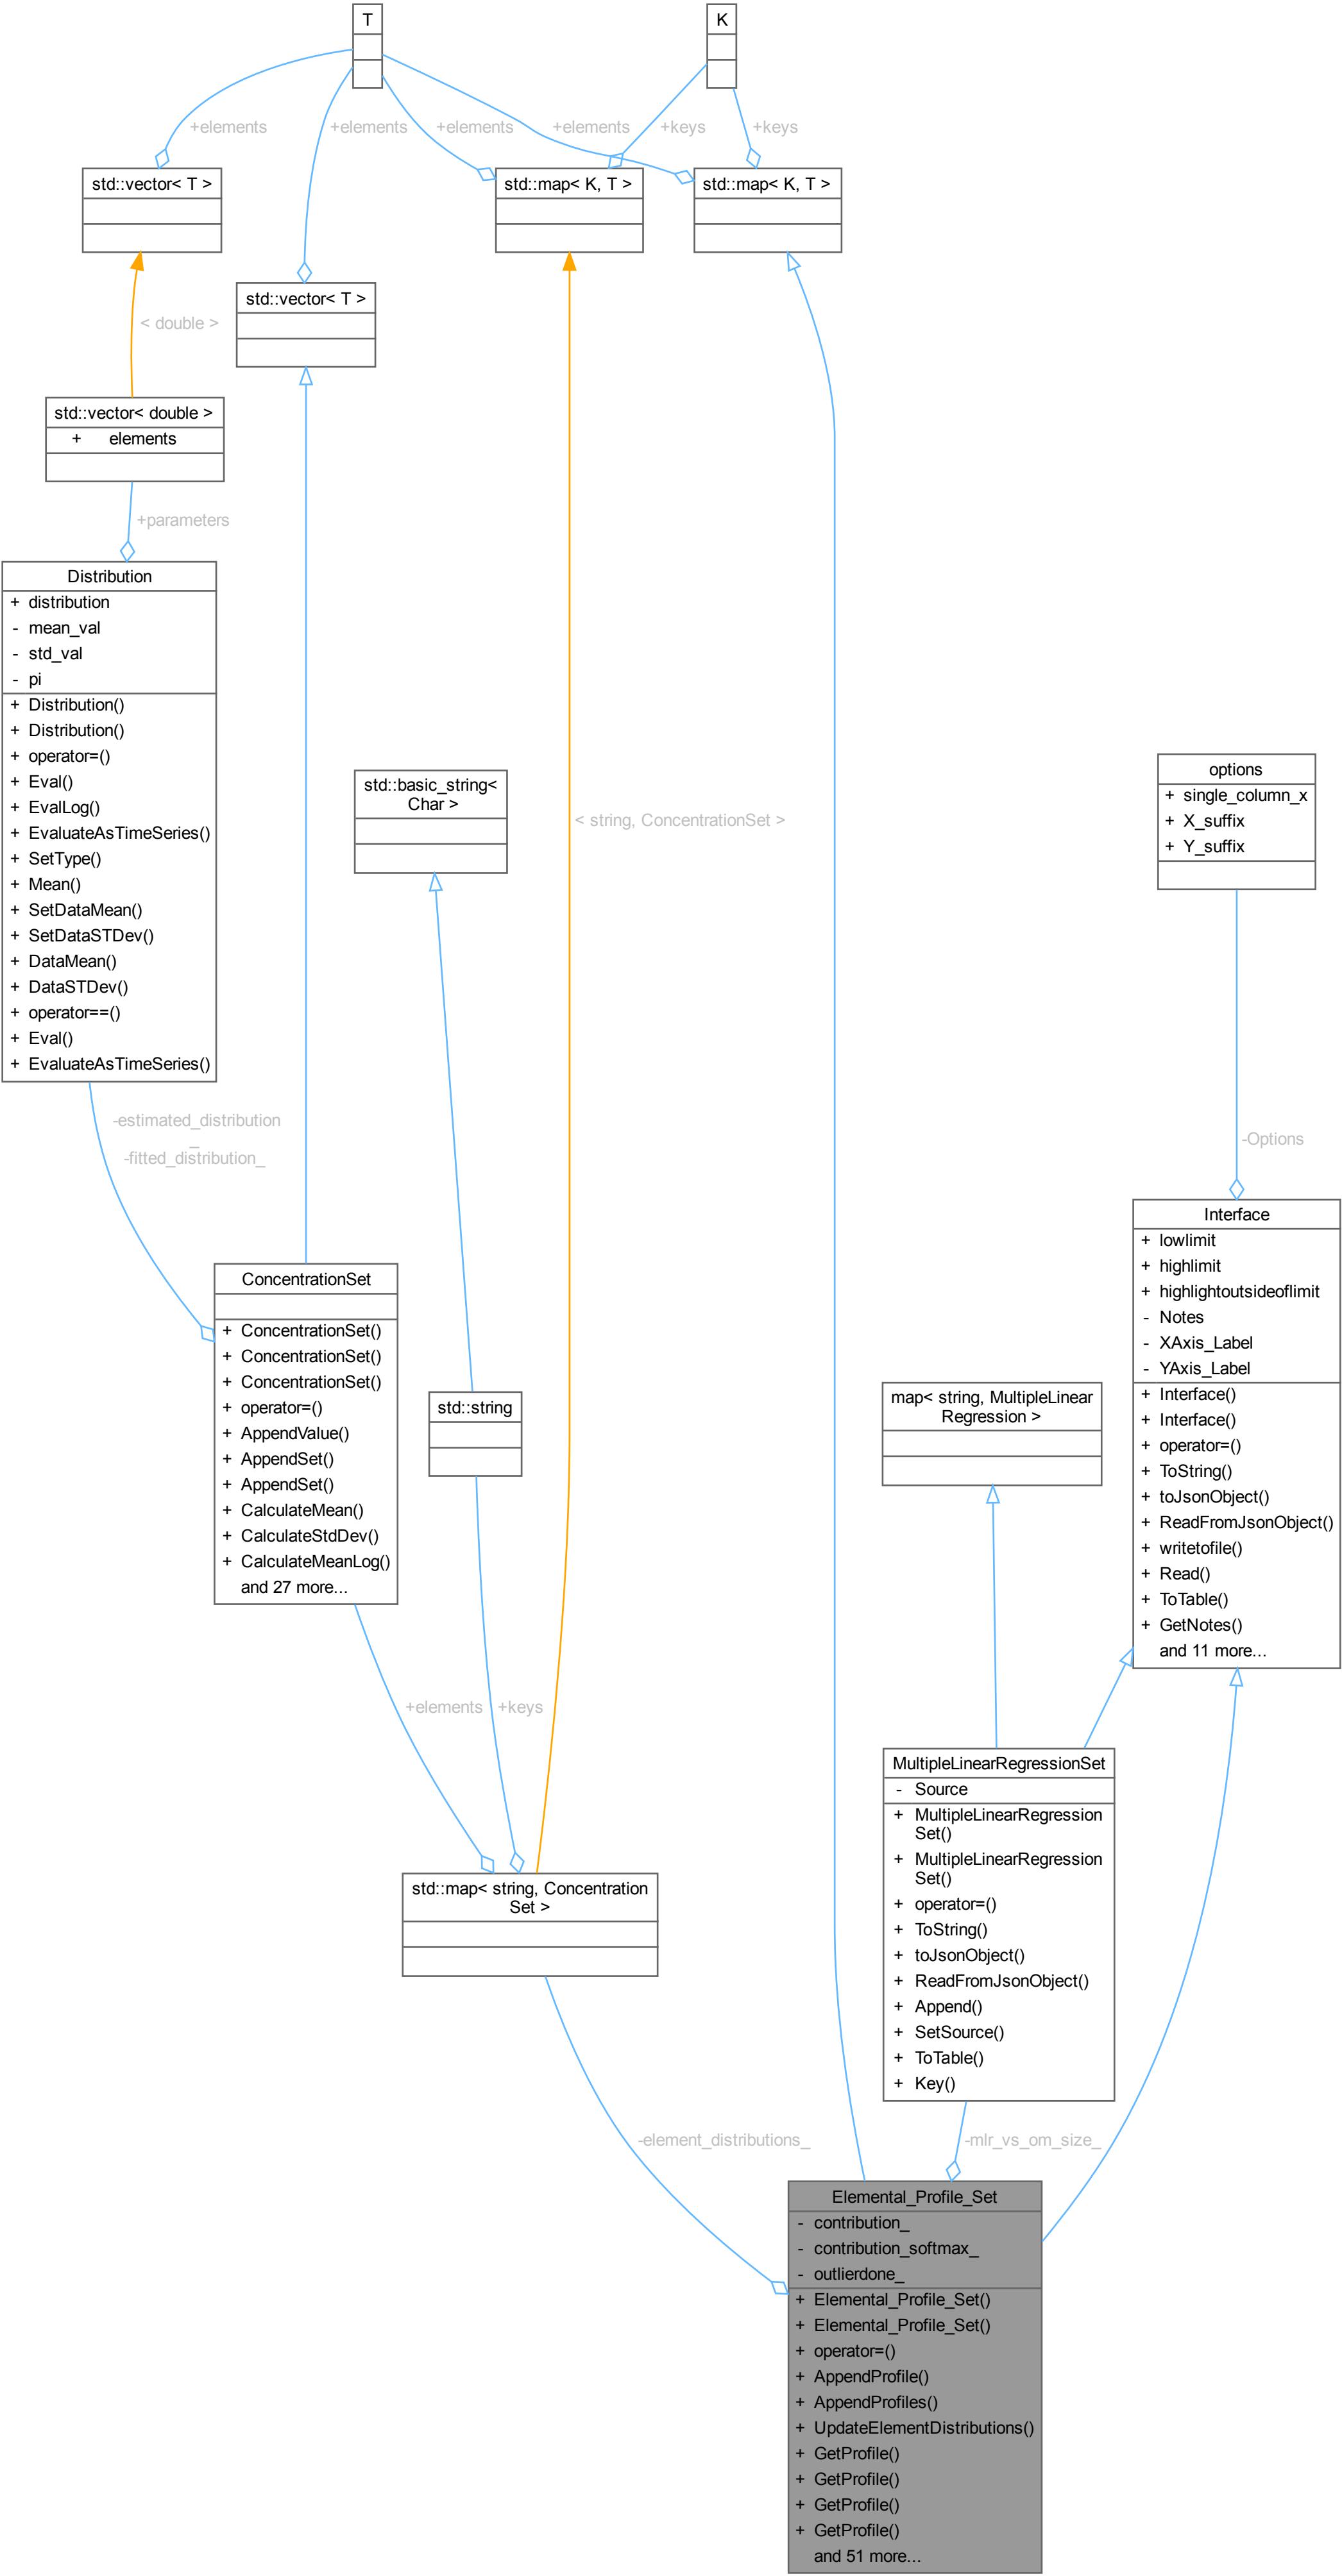 T
K
+elements
+elements
+elements
+elements
+keys
+keys
std::vector< T >
std::map< K, T >
std::map< K, T >
std::vector< T >
< double >
std::vector< double >
+ elements
+parameters
Distribution
+ distribution
- mean_val
- std_val
- pi
+ Distribution()
+ Distribution()
+ operator=()
+ Eval()
+ EvalLog()
+ EvaluateAsTimeSeries()
+ SetType()
+ Mean()
+ SetDataMean()
+ SetDataSTDev()
+ DataMean()
+ DataSTDev()
+ operator==()
+ Eval()
+ EvaluateAsTimeSeries()
std::basic_string<
Char >
< string, ConcentrationSet >
options
+ single_column_x
+ X_suffix
+ Y_suffix
-estimated_distribution
_
-fitted_distribution_
-Options
Interface
+ lowlimit
+ highlimit
+ highlightoutsideoflimit
- Notes
- XAxis_Label
- YAxis_Label
+ Interface()
+ Interface()
+ operator=()
+ ToString()
+ toJsonObject()
+ ReadFromJsonObject()
+ writetofile()
+ Read()
+ ToTable()
+ GetNotes()
and 11 more...
ConcentrationSet
+ ConcentrationSet()
+ ConcentrationSet()
+ ConcentrationSet()
+ operator=()
+ AppendValue()
+ AppendSet()
+ AppendSet()
+ CalculateMean()
+ CalculateStdDev()
+ CalculateMeanLog()
and 27 more...
std::string
map< string, MultipleLinear
Regression >
+elements
+keys
MultipleLinearRegressionSet
- Source
+ MultipleLinearRegression
Set()
+ MultipleLinearRegression
Set()
+ operator=()
+ ToString()
+ toJsonObject()
+ ReadFromJsonObject()
+ Append()
+ SetSource()
+ ToTable()
+ Key()
std::map< string, Concentration
Set >
-element_distributions_
-mlr_vs_om_size_
Elemental_Profile_Set
- contribution_
- contribution_softmax_
- outlierdone_
+ Elemental_Profile_Set()
+ Elemental_Profile_Set()
+ operator=()
+ AppendProfile()
+ AppendProfiles()
+ UpdateElementDistributions()
+ GetProfile()
+ GetProfile()
+ GetProfile()
+ GetProfile()
and 51 more...